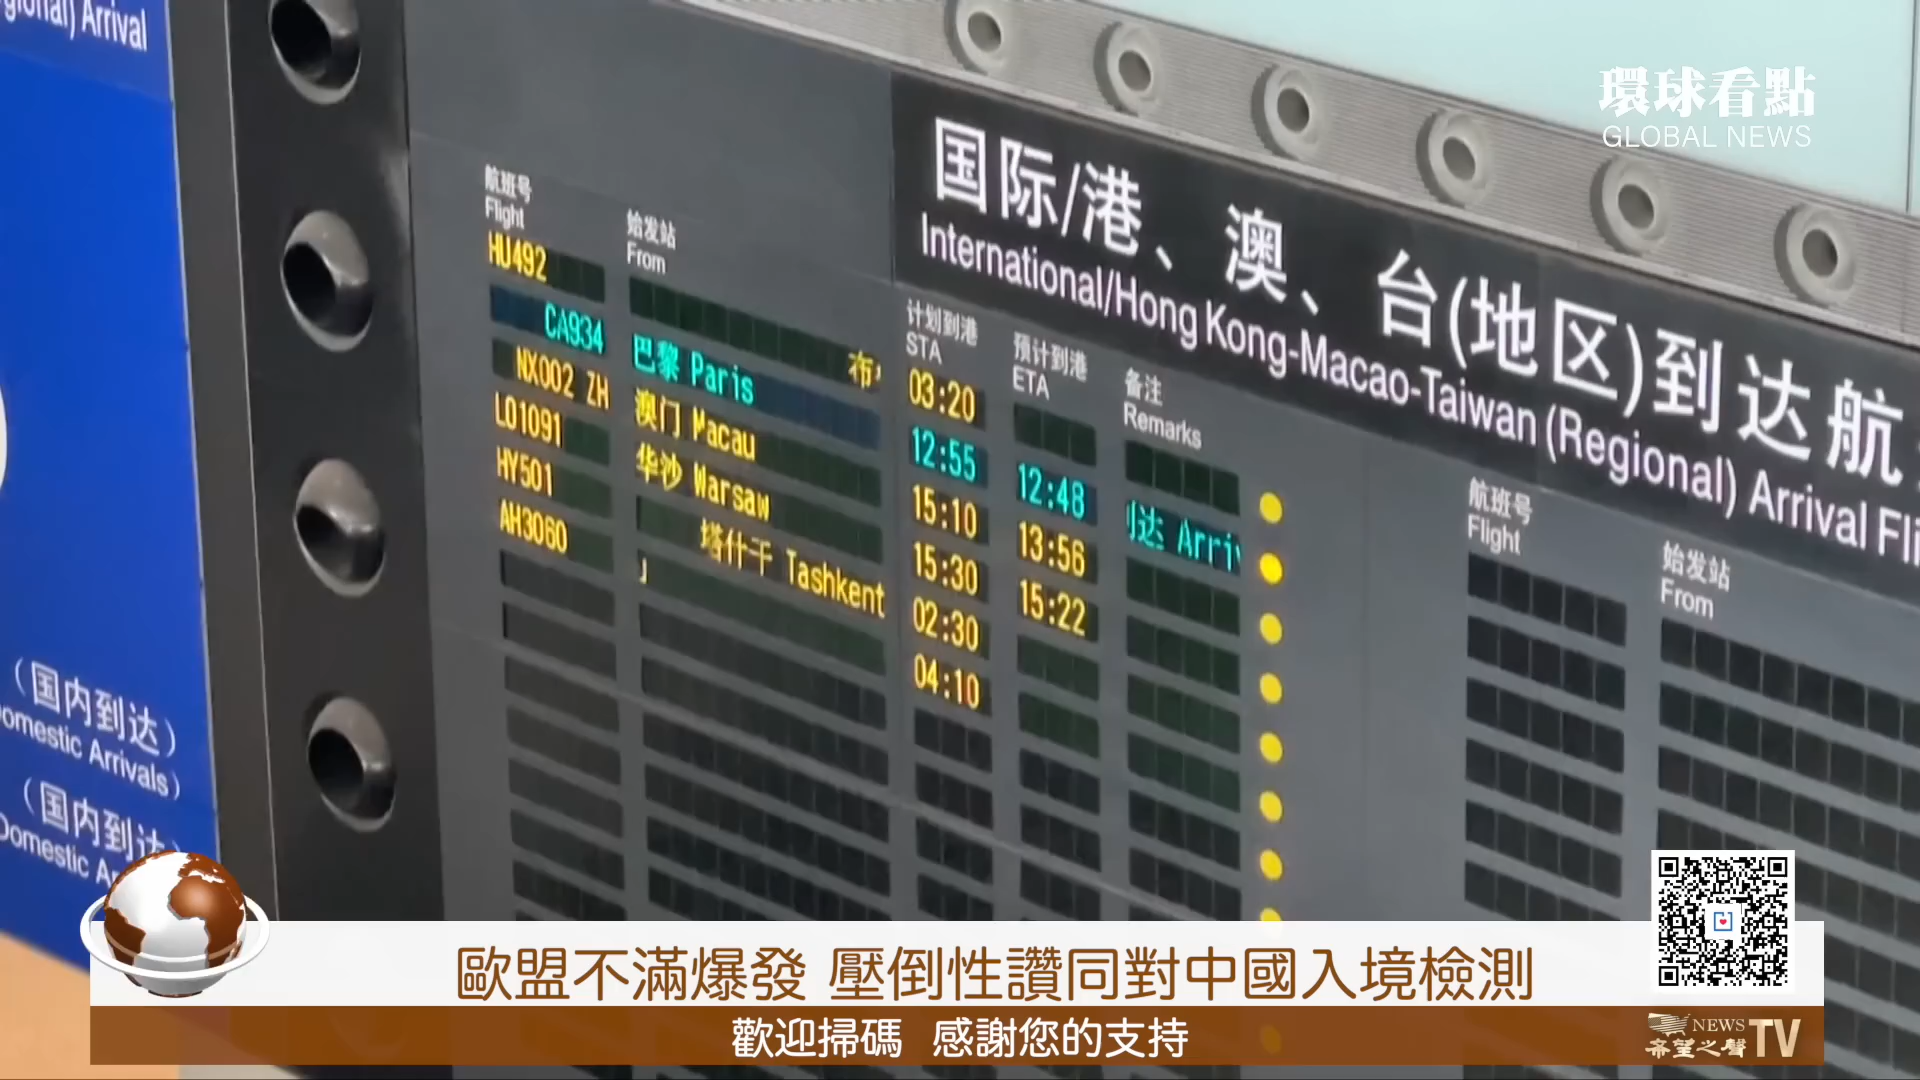 Arrival
環球看點
GLOBAL NEWS
国际/港、澳、台(地区)到达航
International/Hong Kong-Macao-Taiwan (Regional) Arrival
航班号
Flight
始发站
From
计划到港
STA
预计到港
ETA
备注
Remarks
HU492 布 03:20
CA934 巴黎 Paris 12:55 12:48 达
NX002 ZH 澳门 Macau 15:10 13:56
LO1091 华沙 Warsaw 15:30 15:22
HY501 塔什干 Tashkent 02:30
AH3060 04:10
航班号
Flight
始发站
From
(国内到达)
Arrivals)
(国内到达
歐盟不滿爆發 壓倒性讚同對中國入境檢測
歡迎掃碼 感謝您的支持
NEWS
希望之聲TV